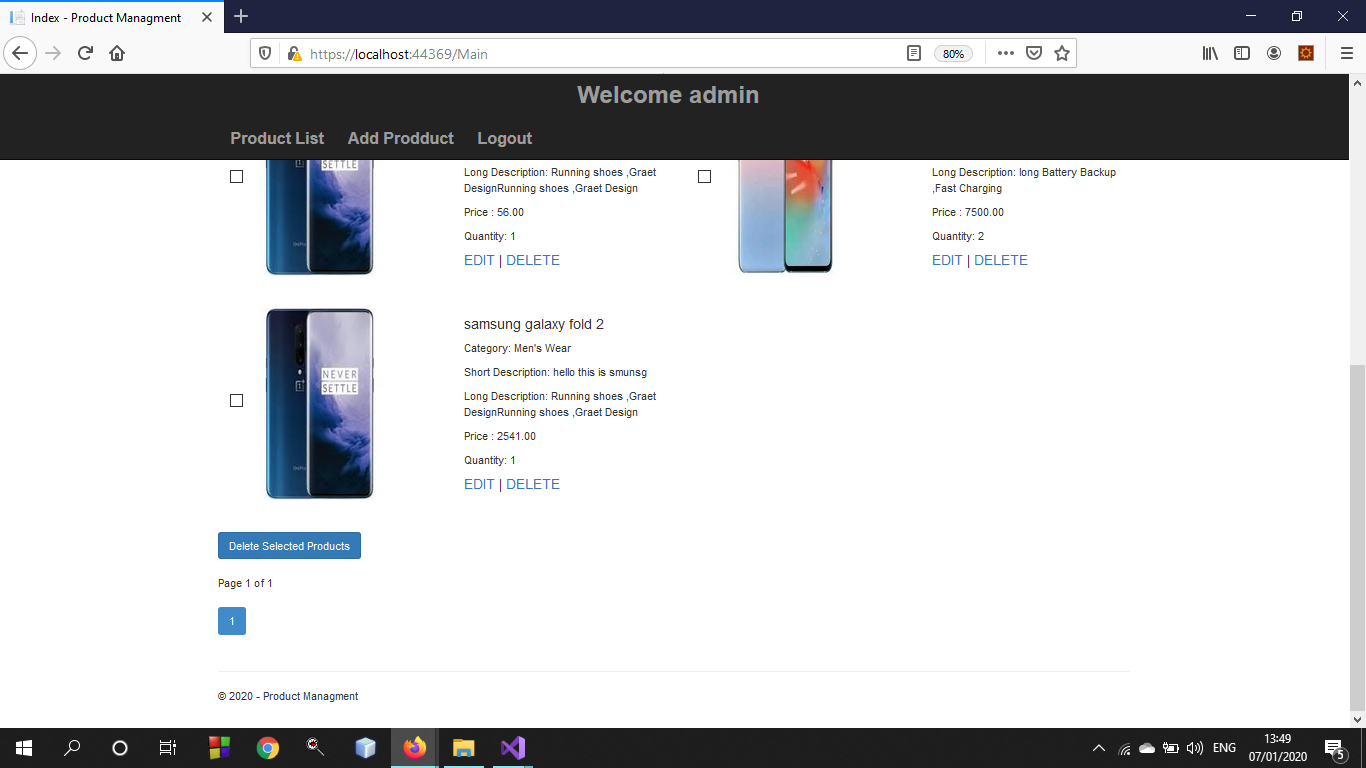 Index - Product Managment
https://localhost:44369/Main
80%
Welcome admin
Product List
Add Prodduct
Logout
SETTLE
Long Description: Running shoes ,Graet
DesignRunning shoes ,Graet Design
Price : 56.00
Quantity: 1
EDIT | DELETE
Long Description: long Battery Backup
,Fast Charging
Price : 7500.00
Quantity: 2
EDIT | DELETE
NEVER
SETTLE
samsung galaxy fold 2
Category: Men's Wear
Short Description: hello this is smunsg
Long Description: Running shoes ,Graet
DesignRunning shoes ,Graet Design
Price : 2541.00
Quantity: 1
EDIT | DELETE
Delete Selected Products
Page 1 of 1
1
© 2020 - Product Managment
ENG
13:49
07/01/2020
5